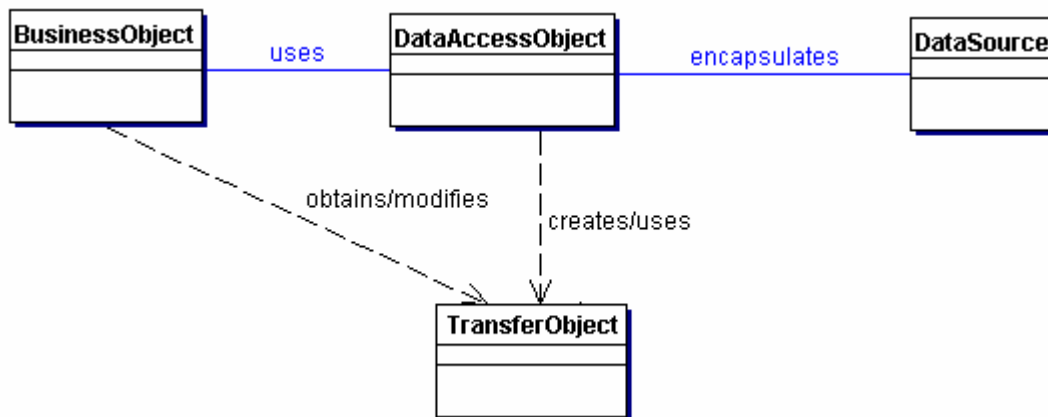 BusinessObject
DataAccessObject
DataSource
uses
encapsulates
obtains/modifies
creates/uses
TransferObject